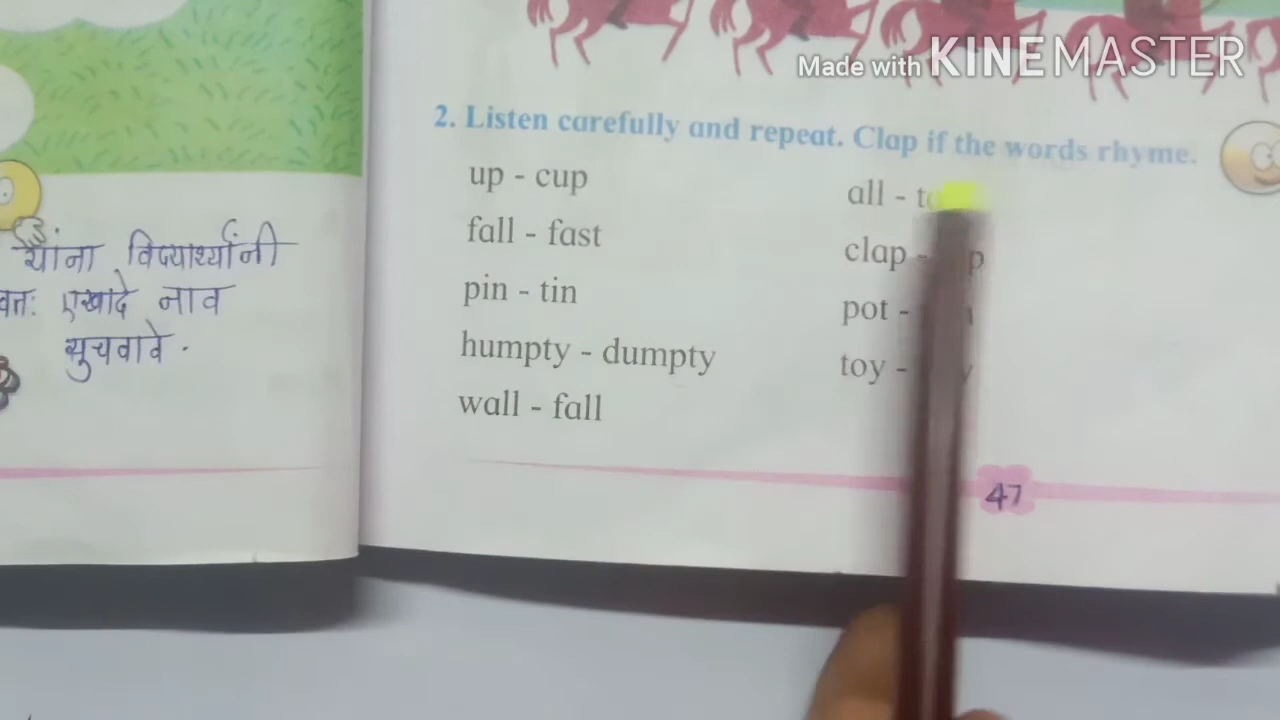 Made with KINEMASTER
2. Listen carefully and repeat. Clap if the words rhyme.
up - cup
fall - fast
pin - tin
humpty - dumpty
wall - fall
all -
clap -
pot -
toy -
47
यांना विद्यार्थ्यांनी
एखादे नाव
सुचवावे.